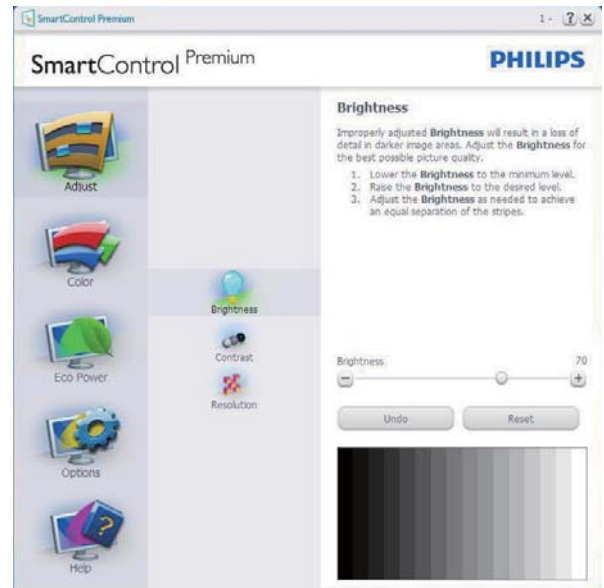 SmartControl Premium
1 -
SmartControl Premium
PHILIPS
Adjust
Color
Eco Power
Options
Help
Brightness
Contrast
Resolution
Brightness
Improperly adjusted Brightness will result in a loss of
detail in darker image areas. Adjust the Brightness for
the best possible picture quality.
1. Lower the Brightness to the minimum level.
2. Raise the Brightness to the desired level.
3. Adjust the Brightness as needed to achieve
an equal separation of the stripes.
Brightness 70
Undo Reset